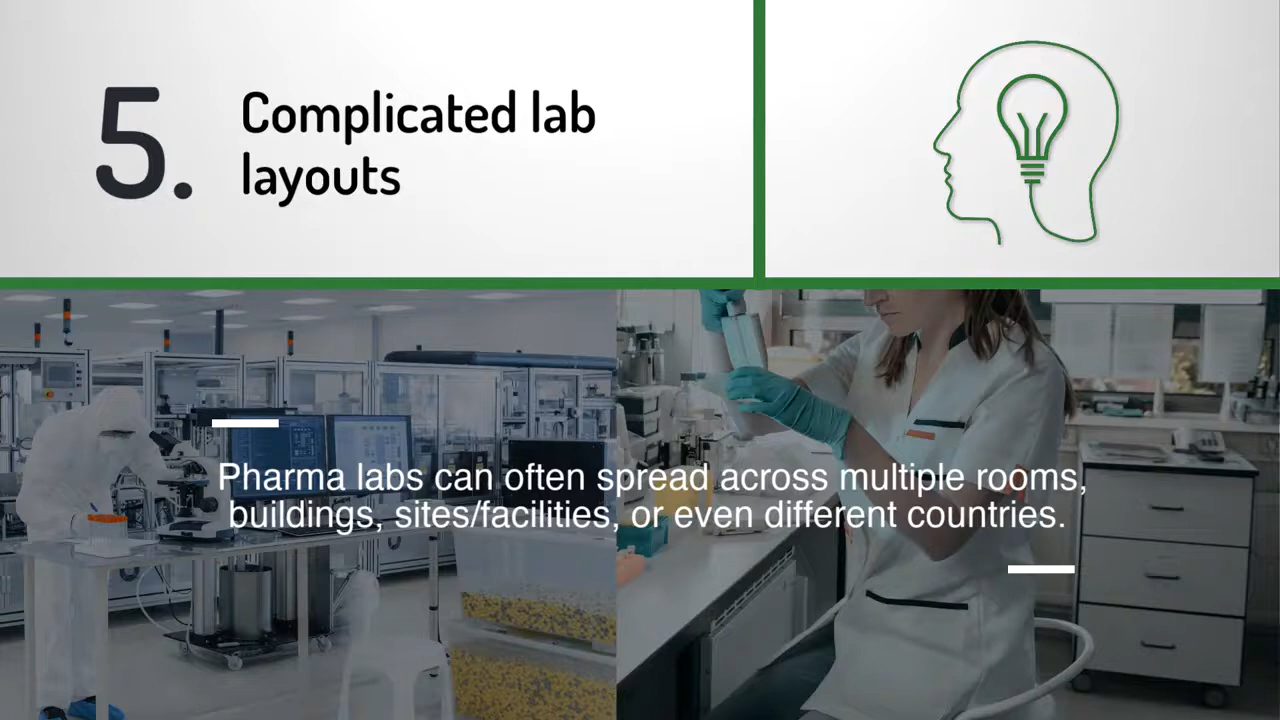 5.
Complicated lab
layouts
Pharma labs can often spread across multiple rooms,
buildings, sites/facilities, or even different countries.